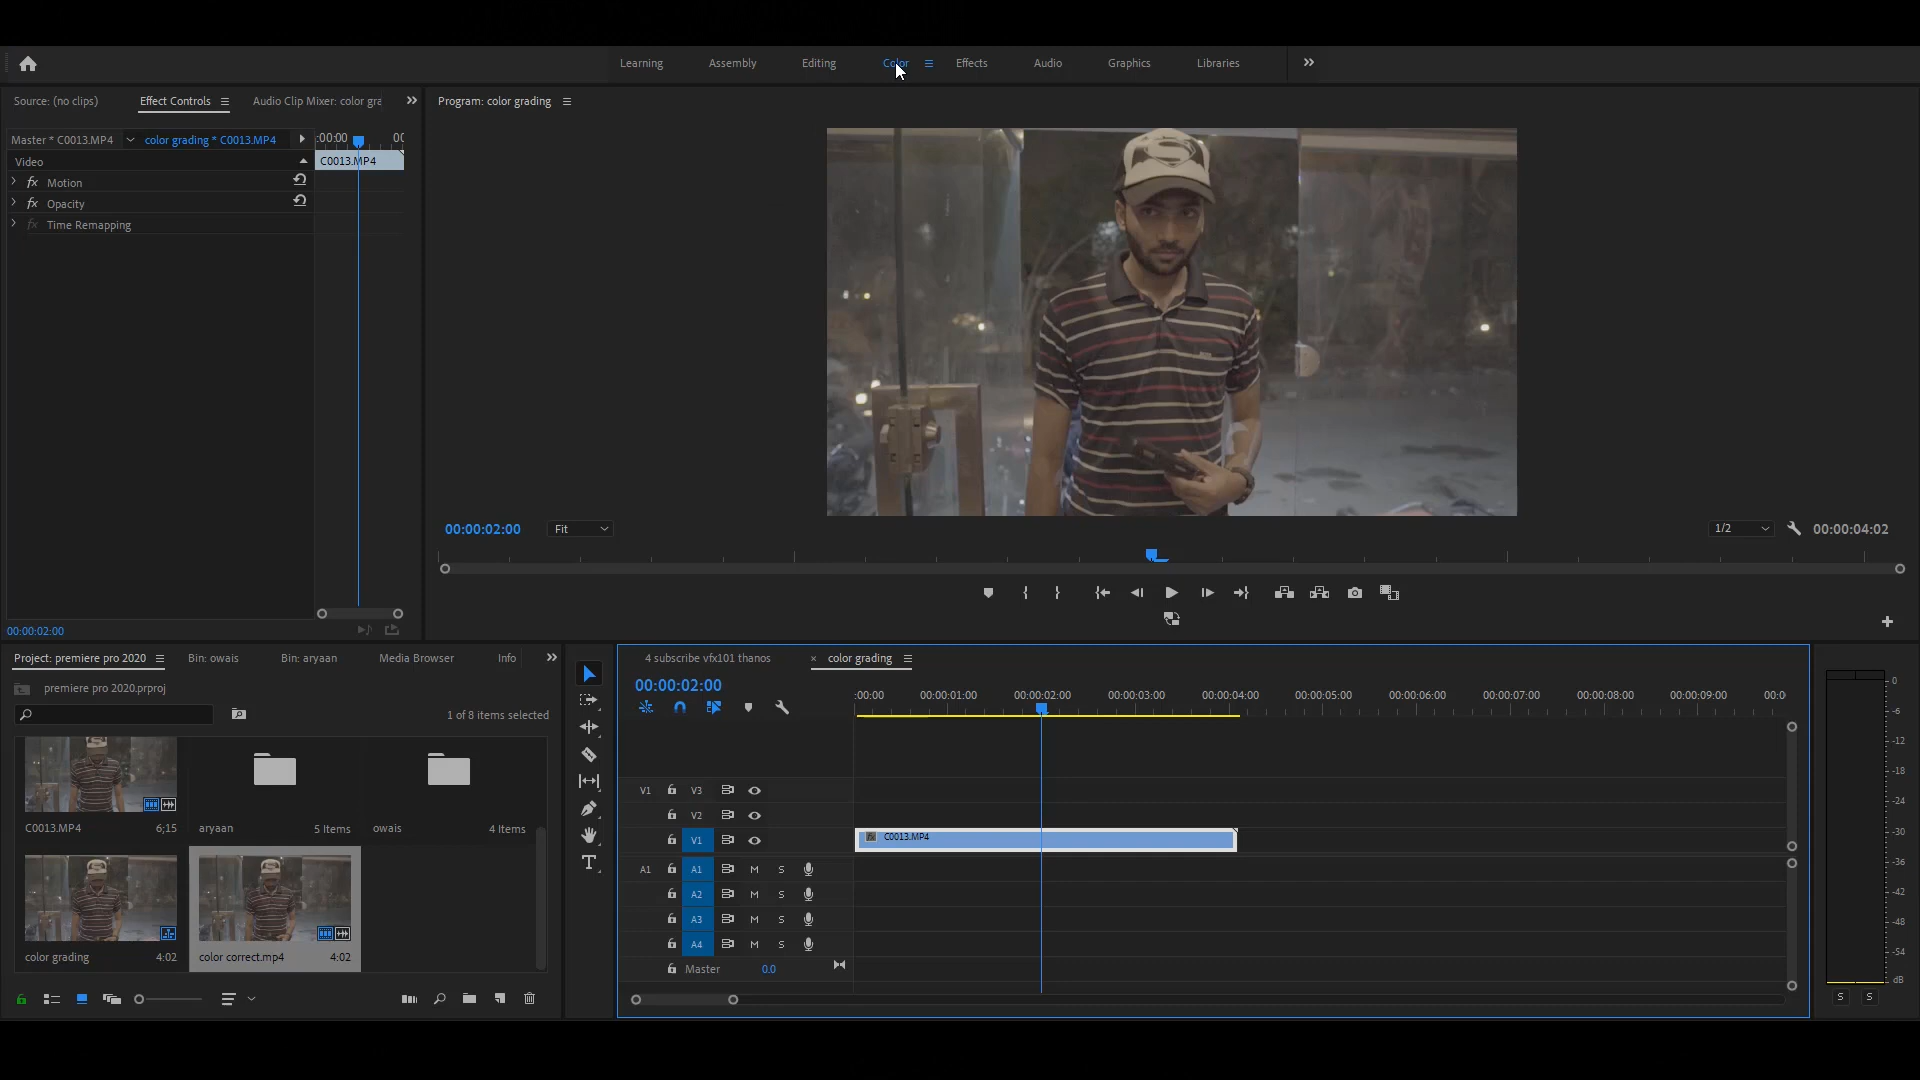 Learning Assembly Editing Color Effects Audio Graphics Libraries
Source: (no clips) Effect Controls Audio Clip Mixer: color gra
Program: color grading
Master * C0013.MP4 color grading * C0013.MP4 :00:00 00
Video C0013.MP4
fx Motion
fx Opacity
fx Time Remapping
00:00:02:00 Fit 1/2 00:00:04:02
00:00:02:00
Project: premiere pro 2020 Bin: owais Bin: aryaan Media Browser Info
premiere pro 2020.prproj
1 of 8 items selected
C0013.MP4 6;15 aryaan 5 Items owais 4 Items
color grading 4:02 color correct.mp4 4:02
4 subscribe vfx101 thanos × color grading
00:00:02:00
:00:00 00:00:01:00 00:00:02:00 00:00:03:00 00:00:04:00 00:00:05:00 00:00:06:00 00:00:07:00 00:00:08:00 00:00:09:00 00:0
V1 V3
V2
V1 fx C0013.MP4
A1 A1 M S
A2 M S
A3 M S
A4 M S
Master 0.0
0
-6
-12
-18
-24
-30
-36
-42
-48
-54
dB
S S